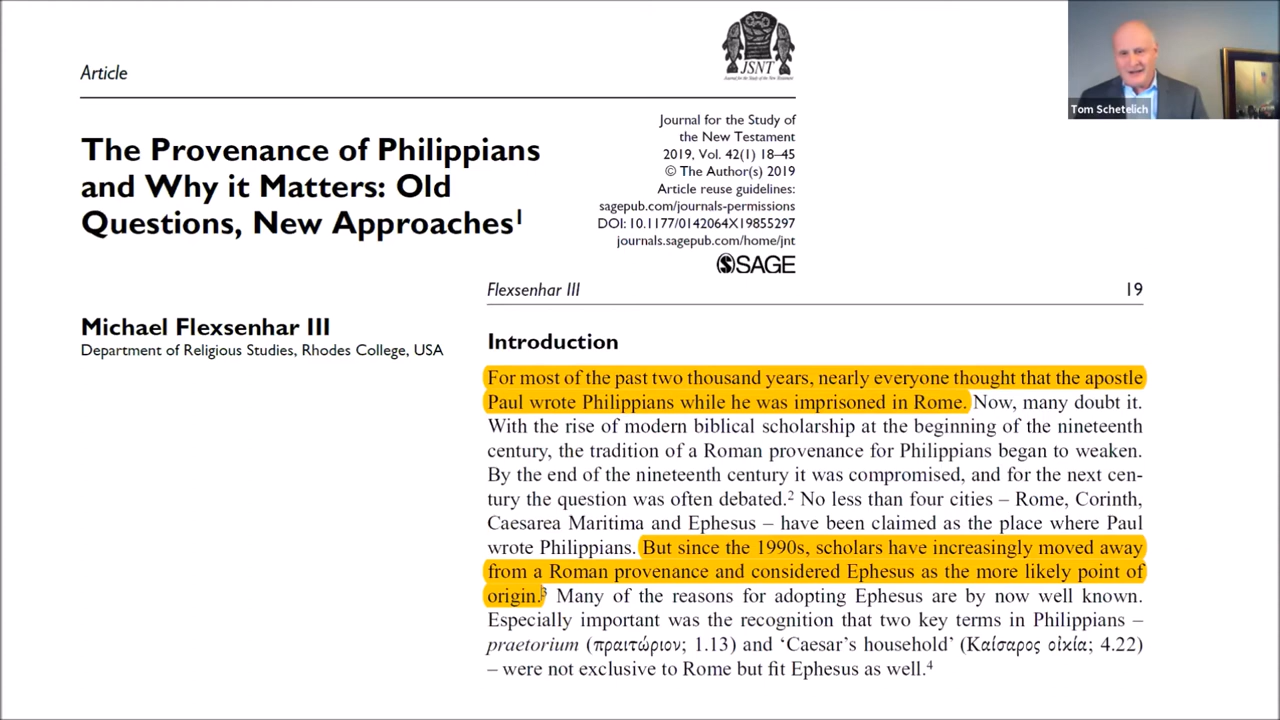 Article
JSNT
The Provenance of Philippians
and Why it Matters: Old
Questions, New Approaches¹
Journal for the Study of
the New Testament
2019, Vol. 42(1) 18–45
© The Author(s) 2019
Article reuse guidelines:
sagepub.com/journals-permissions
DOI: 10.1177/0142064X19855297
journals.sagepub.com/home/jnt
SAGE
Michael Flexsenhar III
Department of Religious Studies, Rhodes College, USA
Flexsenhar III 19
Introduction
For most of the past two thousand years, nearly everyone thought that the apostle
Paul wrote Philippians while he was imprisoned in Rome. Now, many doubt it.
With the rise of modern biblical scholarship at the beginning of the nineteenth
century, the tradition of a Roman provenance for Philippians began to weaken.
By the end of the nineteenth century it was compromised, and for the next cen-
tury the question was often debated.² No less than four cities – Rome, Corinth,
Caesarea Maritima and Ephesus – have been claimed as the place where Paul
wrote Philippians. But since the 1990s, scholars have increasingly moved away
from a Roman provenance and considered Ephesus as the more likely point of
origin.³ Many of the reasons for adopting Ephesus are by now well known.
Especially important was the recognition that two key terms in Philippians –
praetorium (πραιτώριον; 1.13) and ‘Caesar’s household’ (Καίσαρος οἰκία; 4.22)
– were not exclusive to Rome but fit Ephesus as well.⁴
Tom Schetelich